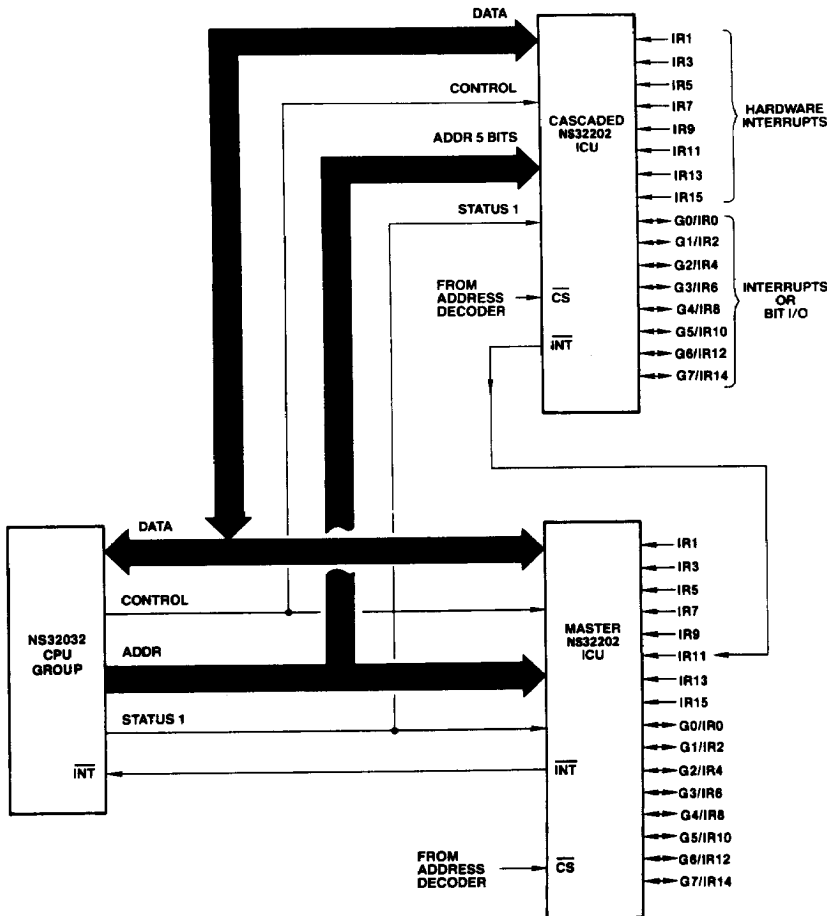 DATA
CONTROL
ADDR 5 BITS
STATUS 1
FROM
ADDRESS
DECODER
CASCADED
NS32202
ICU
CS
INT
IR1
IR3
IR5
IR7
IR9
IR11
IR13
IR15
G0/IR0
G1/IR2
G2/IR4
G3/IR6
G4/IR8
G5/IR10
G6/IR12
G7/IR14
HARDWARE
INTERRUPTS
INTERRUPTS
OR
BIT I/O
NS32032
CPU
GROUP
INT
DATA
CONTROL
ADDR
STATUS 1
MASTER
NS32202
ICU
INT
CS
FROM
ADDRESS
DECODER
IR1
IR3
IR5
IR7
IR9
IR11
IR13
IR15
G0/IR0
G1/IR2
G2/IR4
G3/IR6
G4/IR8
G5/IR10
G6/IR12
G7/IR14